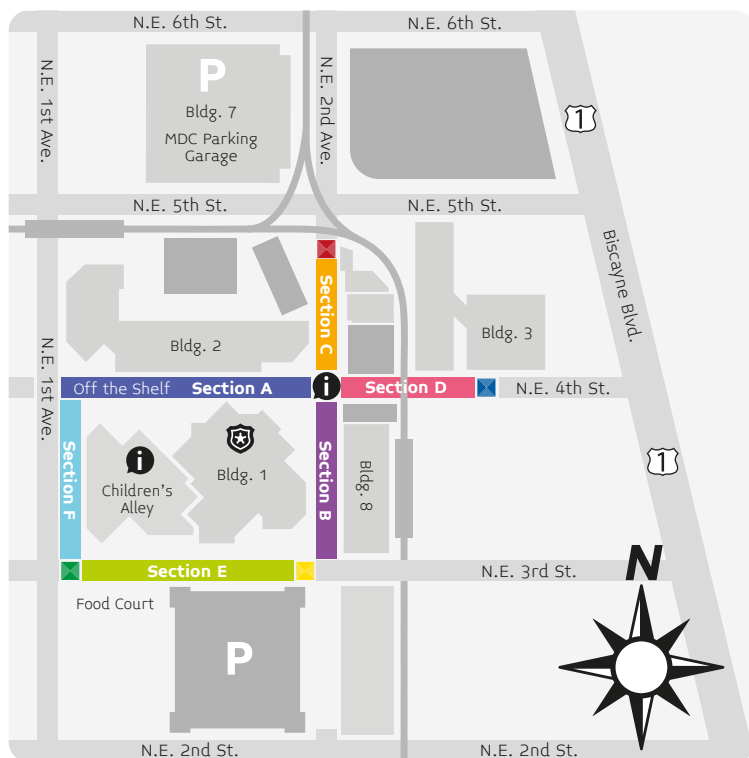 N.E. 6th St.
N.E. 6th St.
N.E. 1st Ave.
P
Bldg. 7
MDC Parking
Garage
N.E. 2nd Ave.
1
N.E. 5th St.
N.E. 5th St.
Biscayne Blvd.
Section C
Bldg. 2
Bldg. 3
N.E. 1st Ave.
Off the Shelf Section A
i
Section D
N.E. 4th St.
Section F
i
Children's
Alley
Bldg. 1
Section B
Bldg. 8
1
Section E
N.E. 3rd St.
N
Food Court
P
N.E. 2nd St.
N.E. 2nd St.